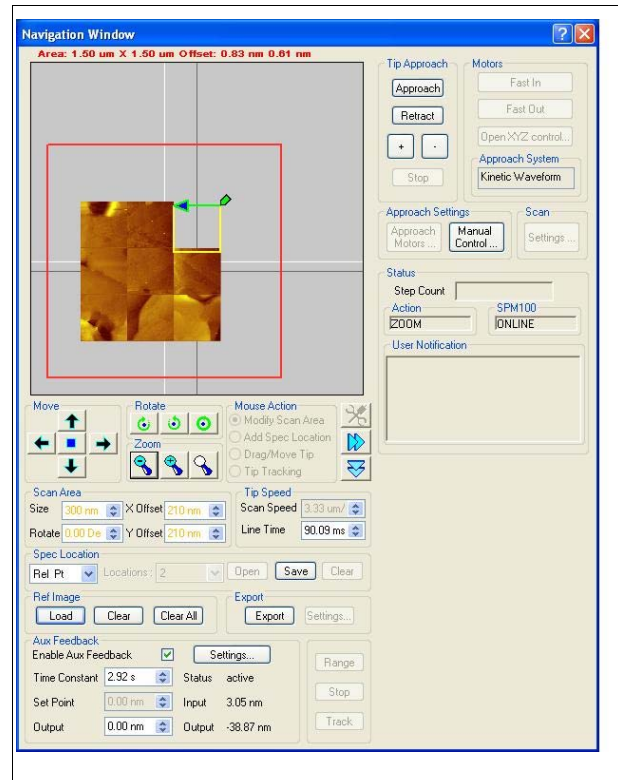 Navigation Window
Area: 1.50 um X 1.50 um Offset: 0.83 nm 0.61 nm
Tip Approach
Approach
Retract
+
-
Stop
Motors
Fast In
Fast Out
Open XYZ control...
Approach System
Kinetic Waveform
Approach Settings
Approach Motors ...
Manual Control ...
Scan
Settings ...
Status
Step Count
Action
ZOOM
SPM100
ONLINE
User Notification
Move
Rotate
Zoom
Mouse Action
Modify Scan Area
Add Spec Location
Drag/Move Tip
Tip Tracking
Scan Area
Size 300 nm X Offset 210 nm
Rotate 0.00 De Y Offset 210 nm
Tip Speed
Scan Speed 3.33 um/
Line Time 90.09 ms
Spec Location
Rel Pt Locations : 2 Open Save Clear
Ref Image
Load Clear Clear All
Export
Export Settings...
Aux Feedback
Enable Aux Feedback Settings...
Time Constant 2.92 s Status active
Set Point 0.00 nm Input 3.05 nm
Output 0.00 nm Output -38.87 nm
Range
Stop
Track